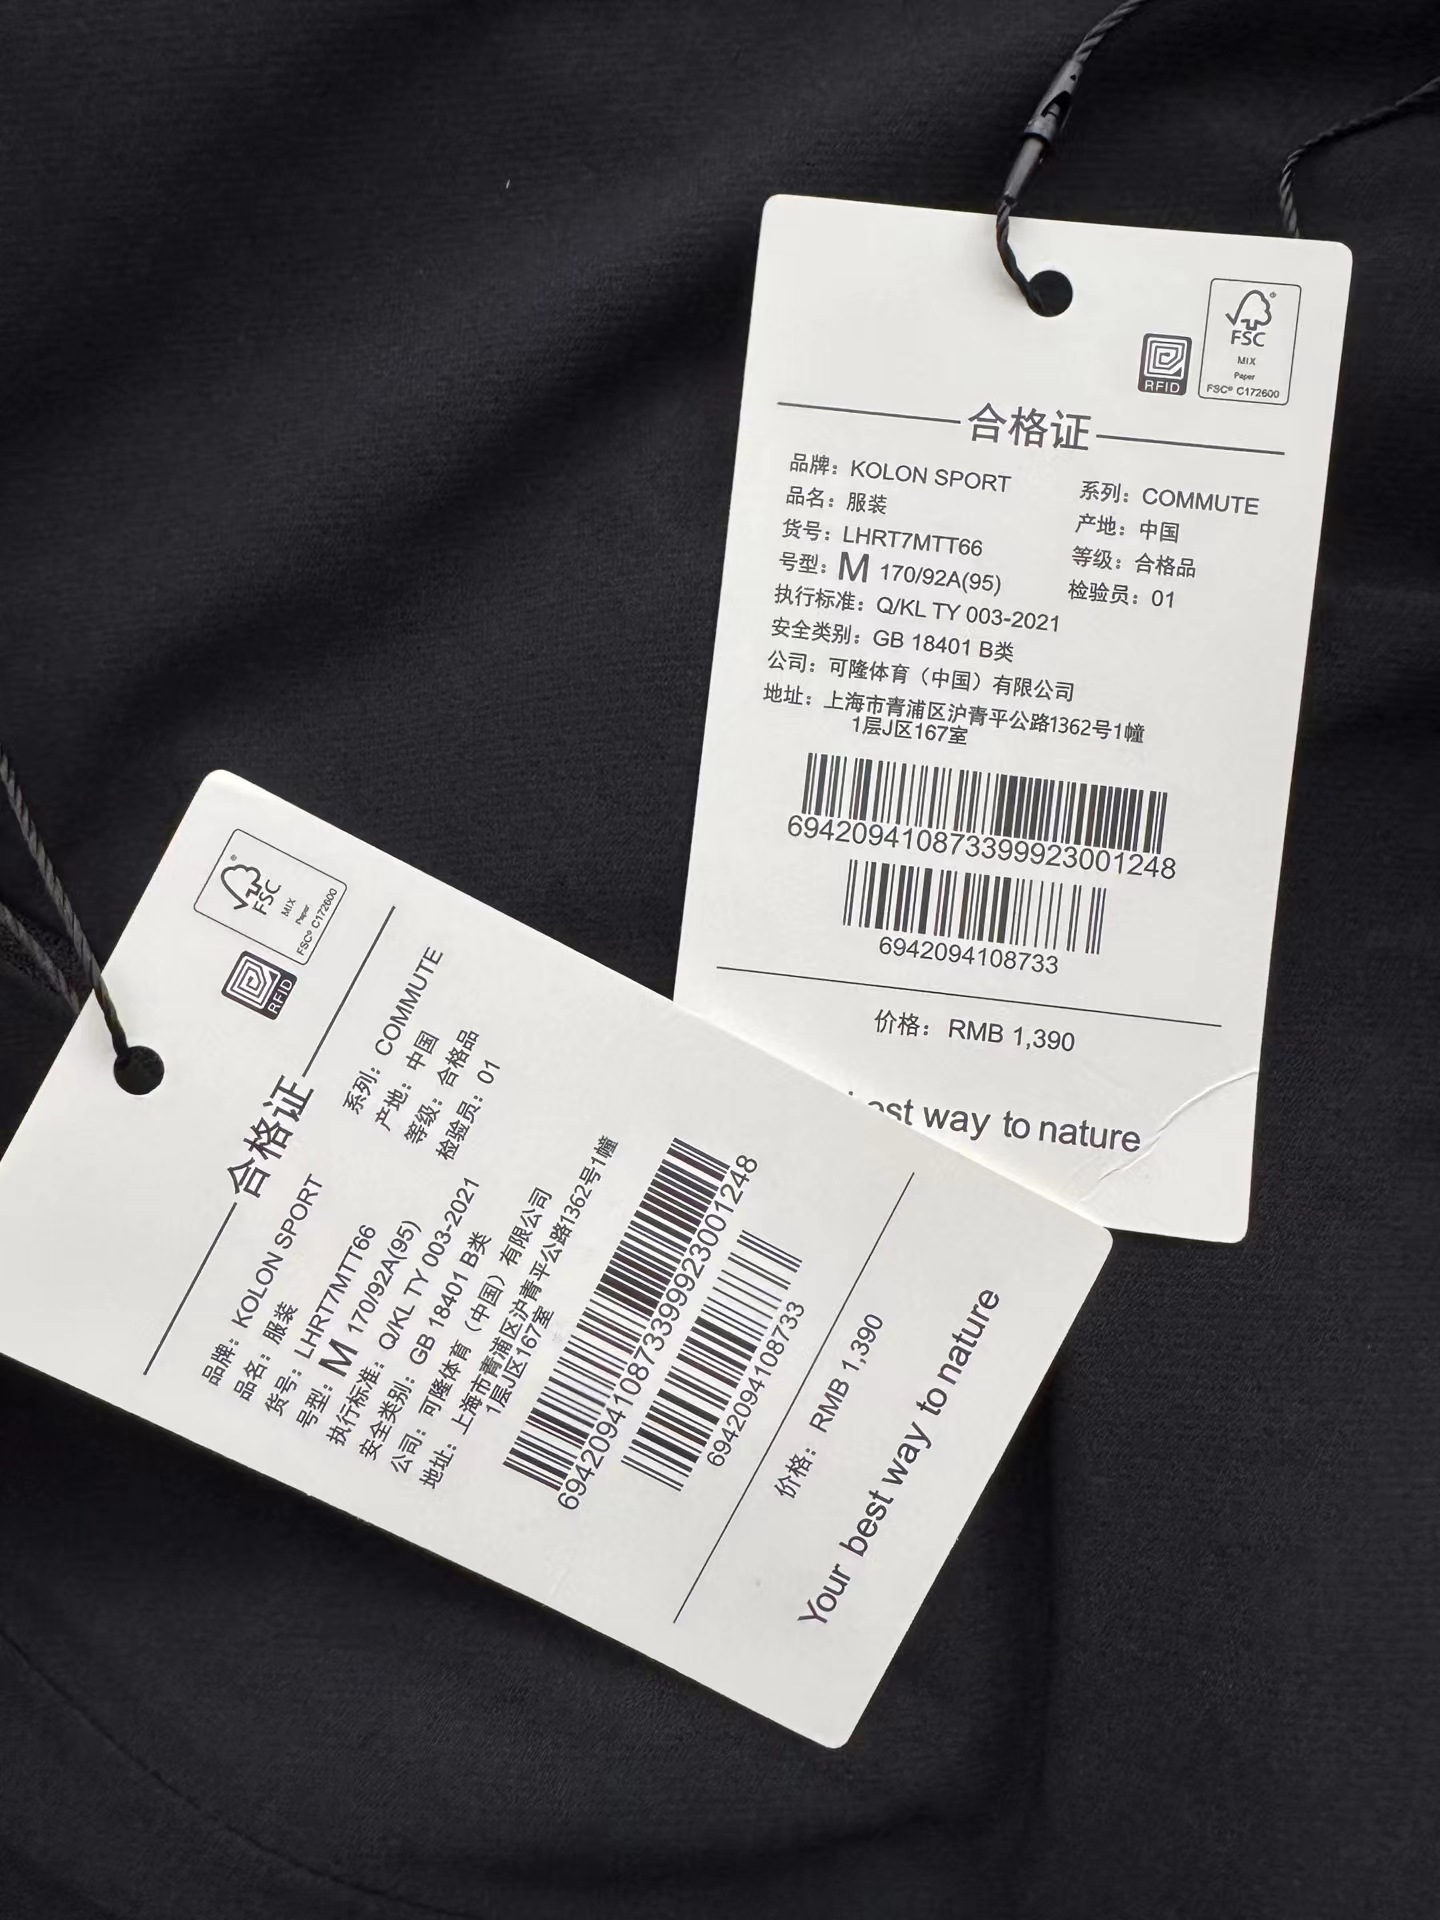 FSC
MIX
Paper
FSC® C172600
RFID
合格证
品牌：KOLON SPORT 系列：COMMUTE
品名：服装 产地：中国
货号：LHRT7MTT66 等级：合格品
号型：M 170/92A(95) 检验员：01
执行标准：Q/KL TY 003-2021
安全类别：GB 18401 B类
公司：可隆体育（中国）有限公司
地址：上海市青浦区沪青平公路1362号1幢
1层J区167室
69420941087339992300​1248
6942094108733
价格：RMB 1,390
best way to nature
FSC
MIX
Paper
FSC® C172600
RFID
合格证
品牌：KOLON SPORT 系列：COMMUTE
品名：服装 产地：中国
货号：LHRT7MTT66 等级：合格品
号型：M 170/92A(95) 检验员：01
执行标准：Q/KL TY 003-2021
安全类别：GB 18401 B类
公司：可隆体育（中国）有限公司
地址：上海市青浦区沪青平公路1362号1幢
1层J区167室
694209410873399923001248
6942094108733
价格：RMB 1,390
Your best way to nature